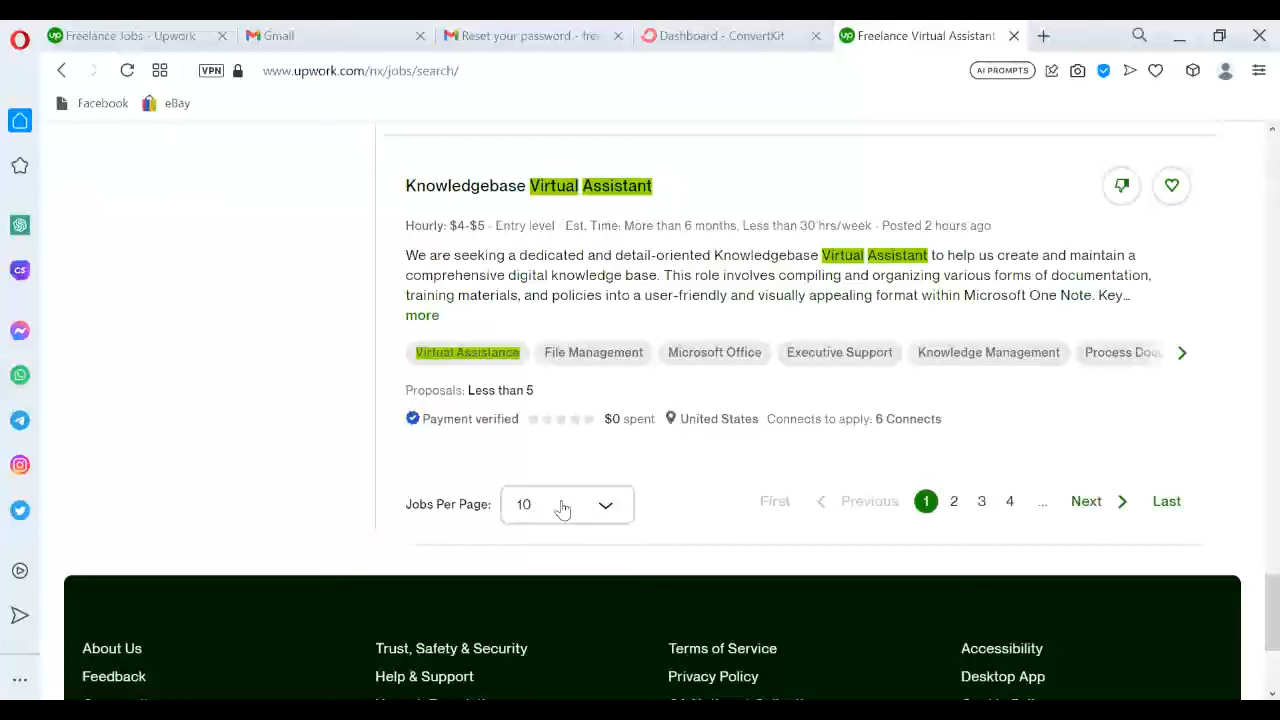 Freelance Jobs - Upwork
Gmail
Reset your password - free
Dashboard - ConvertKit
Freelance Virtual Assistant
VPN
www.upwork.com/nx/jobs/search/
AI PROMPTS
Facebook
eBay
Knowledgebase Virtual Assistant
Hourly: $4-$5 - Entry level - Est. Time: More than 6 months, Less than 30 hrs/week - Posted 2 hours ago
We are seeking a dedicated and detail-oriented Knowledgebase Virtual Assistant to help us create and maintain a
comprehensive digital knowledge base. This role involves compiling and organizing various forms of documentation,
training materials, and policies into a user-friendly and visually appealing format within Microsoft One Note. Key...
more
Virtual Assistance
File Management
Microsoft Office
Executive Support
Knowledge Management
Process Docu
Proposals: Less than 5
Payment verified $0 spent United States Connects to apply: 6 Connects
Jobs Per Page: 10
First Previous 1 2 3 4 ... Next Last
About Us
Trust, Safety & Security
Terms of Service
Accessibility
Feedback
Help & Support
Privacy Policy
Desktop App